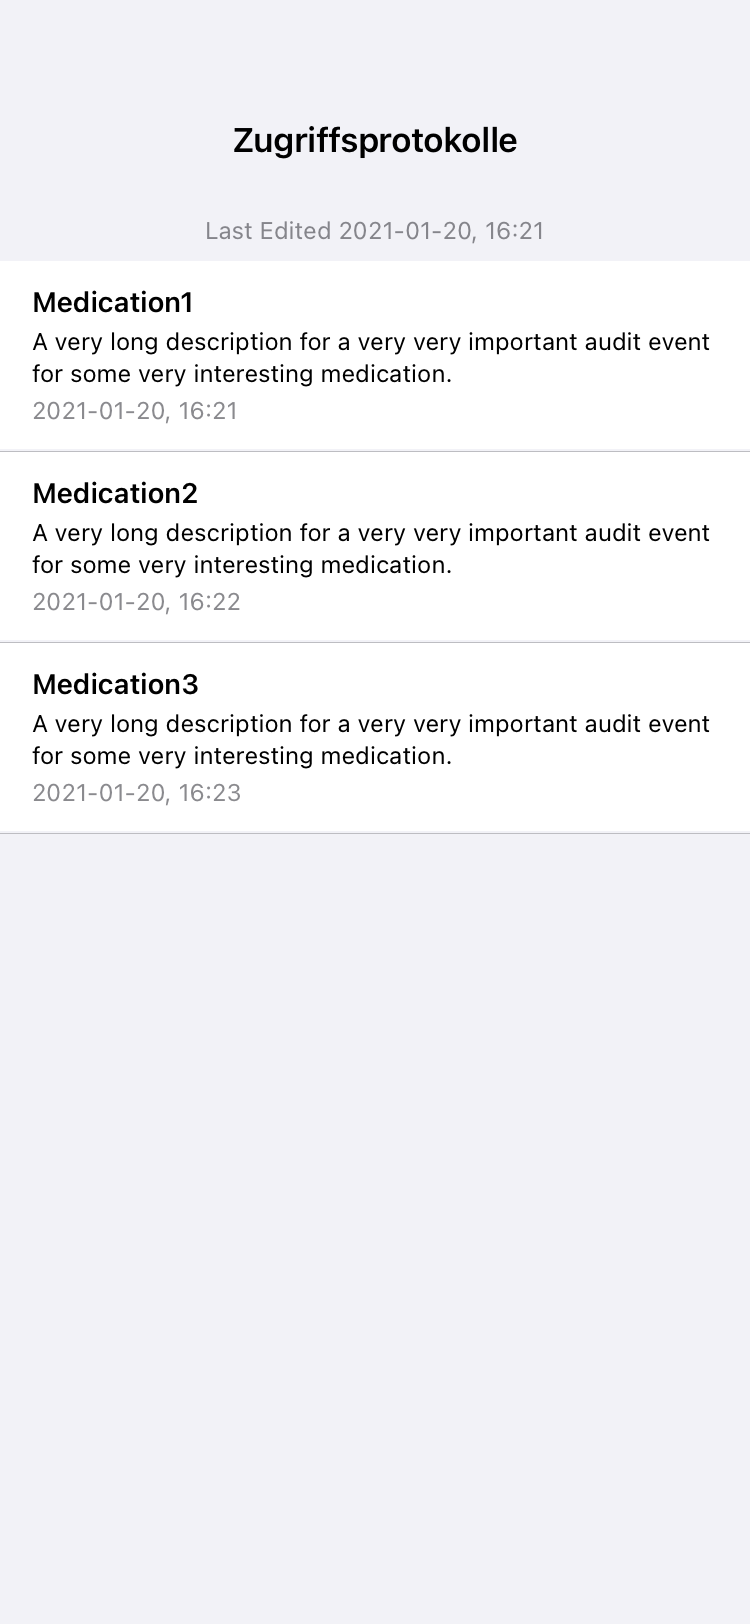 Zugriffsprotokolle
Last Edited 2021-01-20, 16:21
Medication1
A very long description for a very very important audit event
for some very interesting medication.
2021-01-20, 16:21
Medication2
A very long description for a very very important audit event
for some very interesting medication.
2021-01-20, 16:22
Medication3
A very long description for a very very important audit event
for some very interesting medication.
2021-01-20, 16:23